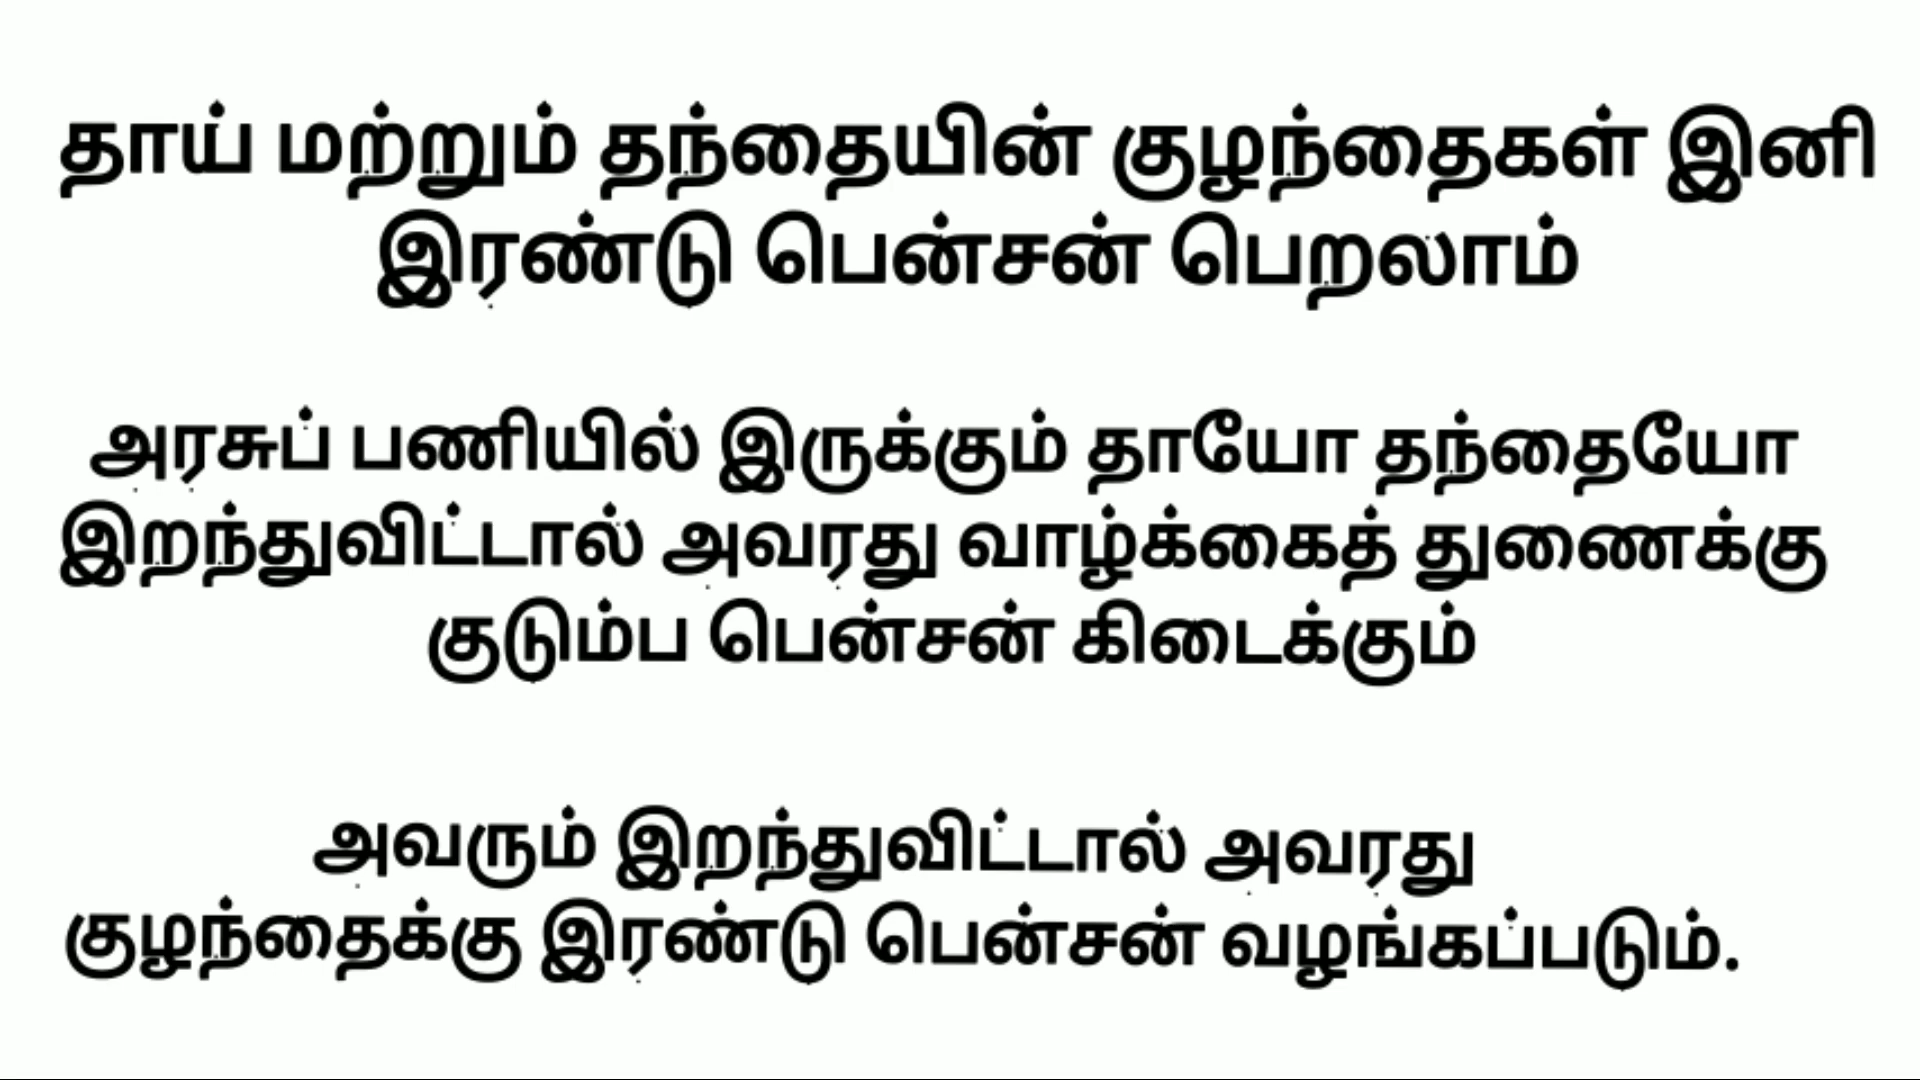 தாய் மற்றும் தந்தையின் குழந்தைகள் இனி
இரண்டு பென்சன் பெறலாம்
அரசுப் பணியில் இருக்கும் தாயோ தந்தையோ
இறந்துவிட்டால் அவரது வாழ்க்கைத் துணைக்கு
குடும்ப பென்சன் கிடைக்கும்
அவரும் இறந்துவிட்டால் அவரது
குழந்தைக்கு இரண்டு பென்சன் வழங்கப்படும்.